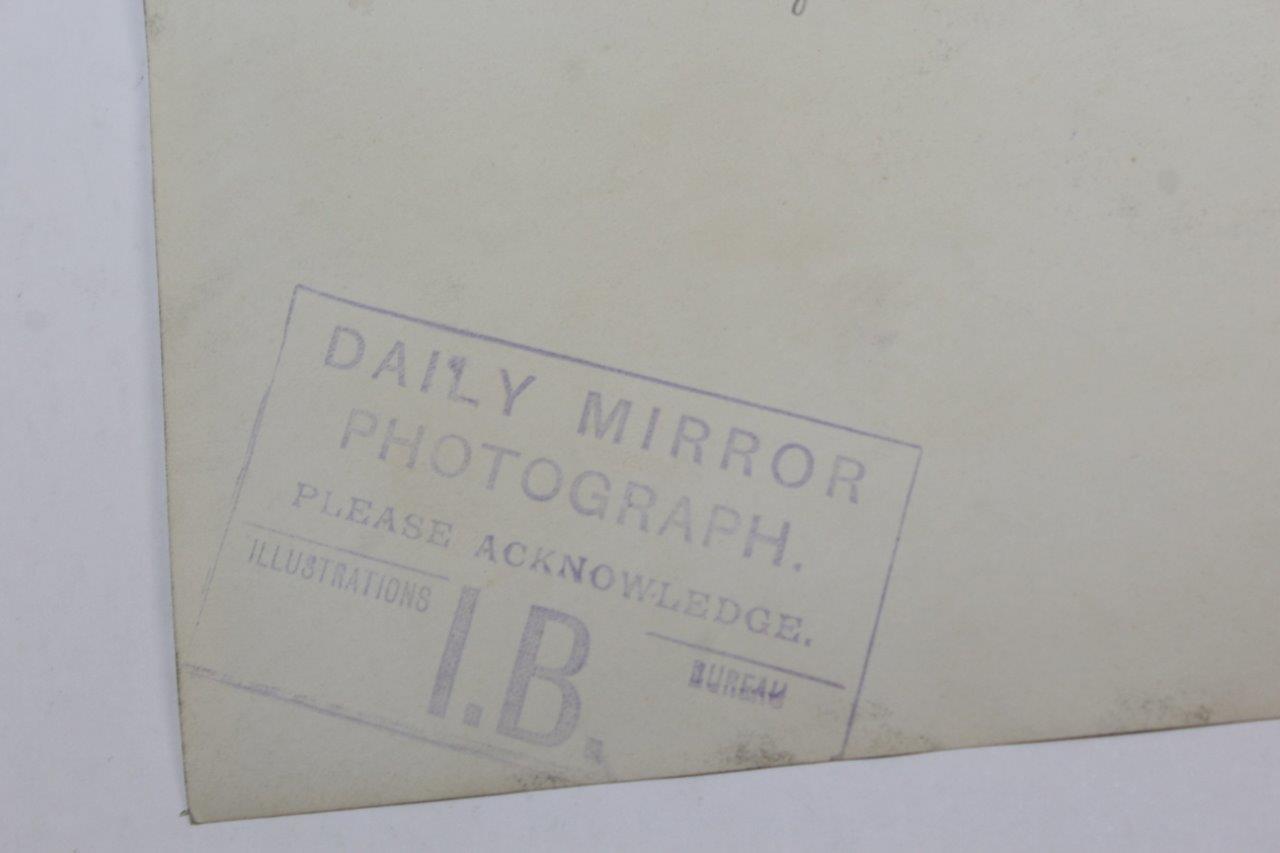 DAILY MIRROR
PHOTOGRAPH.
PLEASE ACKNOWLEDGE.
ILLUSTRATIONS I.B. BUREAU